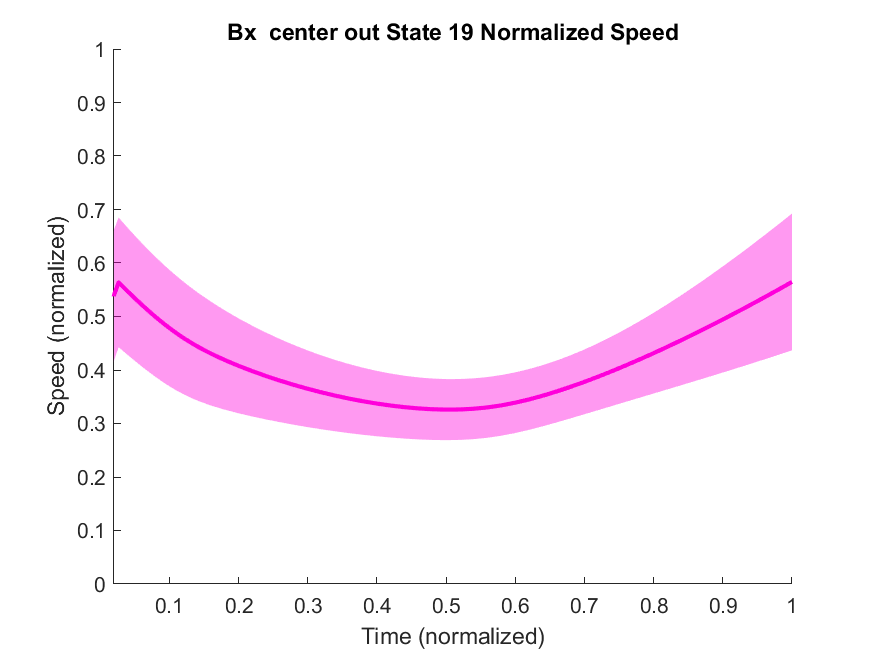 Bx  center out State 19 Normalized Speed
1
0.9
0.8
0.7
0.6
0.5
0.4
0.3
0.2
0.1
0
Speed (normalized)
0.1 0.2 0.3 0.4 0.5 0.6 0.7 0.8 0.9 1
Time (normalized)